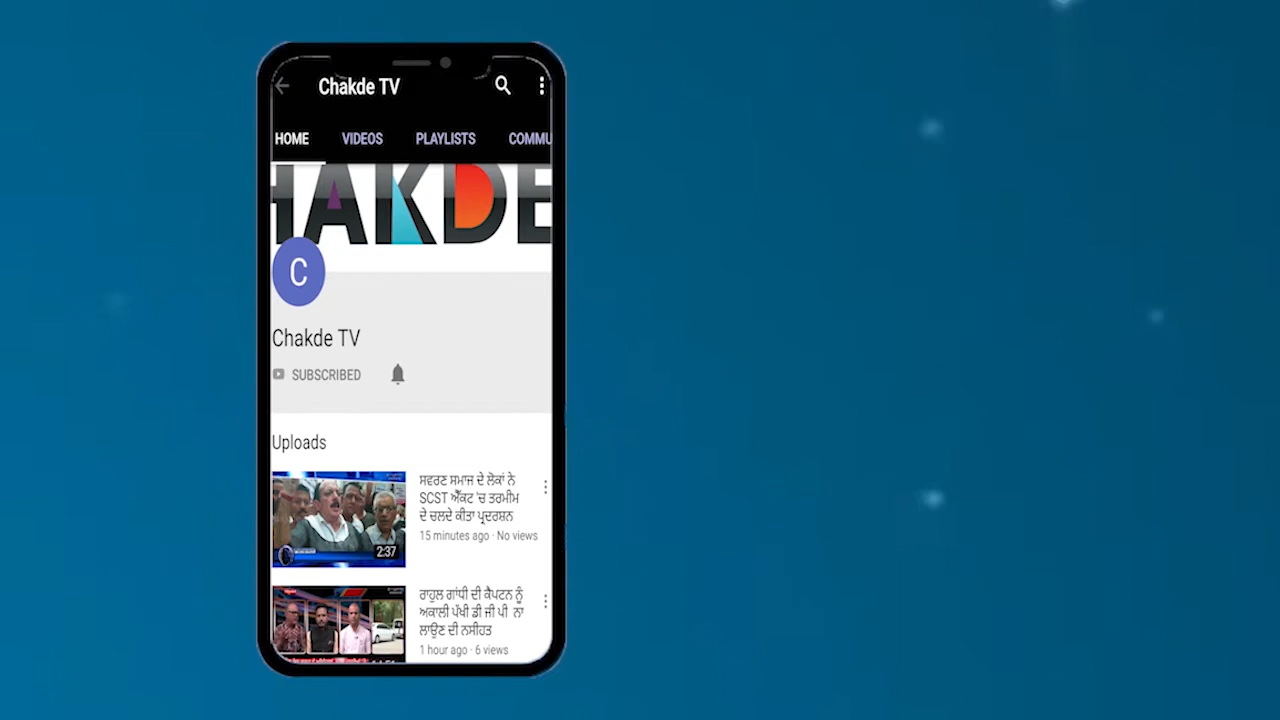 Chakde TV
HOME VIDEOS PLAYLISTS COMMU
HAKDE
C
Chakde TV
SUBSCRIBED
Uploads
ਸਵਰਣ ਸਮਾਜ ਦੇ ਲੋਕਾਂ ਨੇ
SCST ਐਕਟ 'ਚ ਤਰਮੀਮ
ਦੇ ਚਲਦੇ ਕੀਤਾ ਪ੍ਰਦਰਸ਼ਨ
15 minutes ago · No views
2:37
ਰਾਹੁਲ ਗਾਂਧੀ ਦੀ ਕੈਪਟਨ ਨੂੰ
ਅਕਾਲੀ ਪੱਖੀ ਡੀ ਜੀ ਪੀ ਨਾ
ਲਾਉਣ ਦੀ ਨਸੀਹਤ
1 hour ago · 6 views